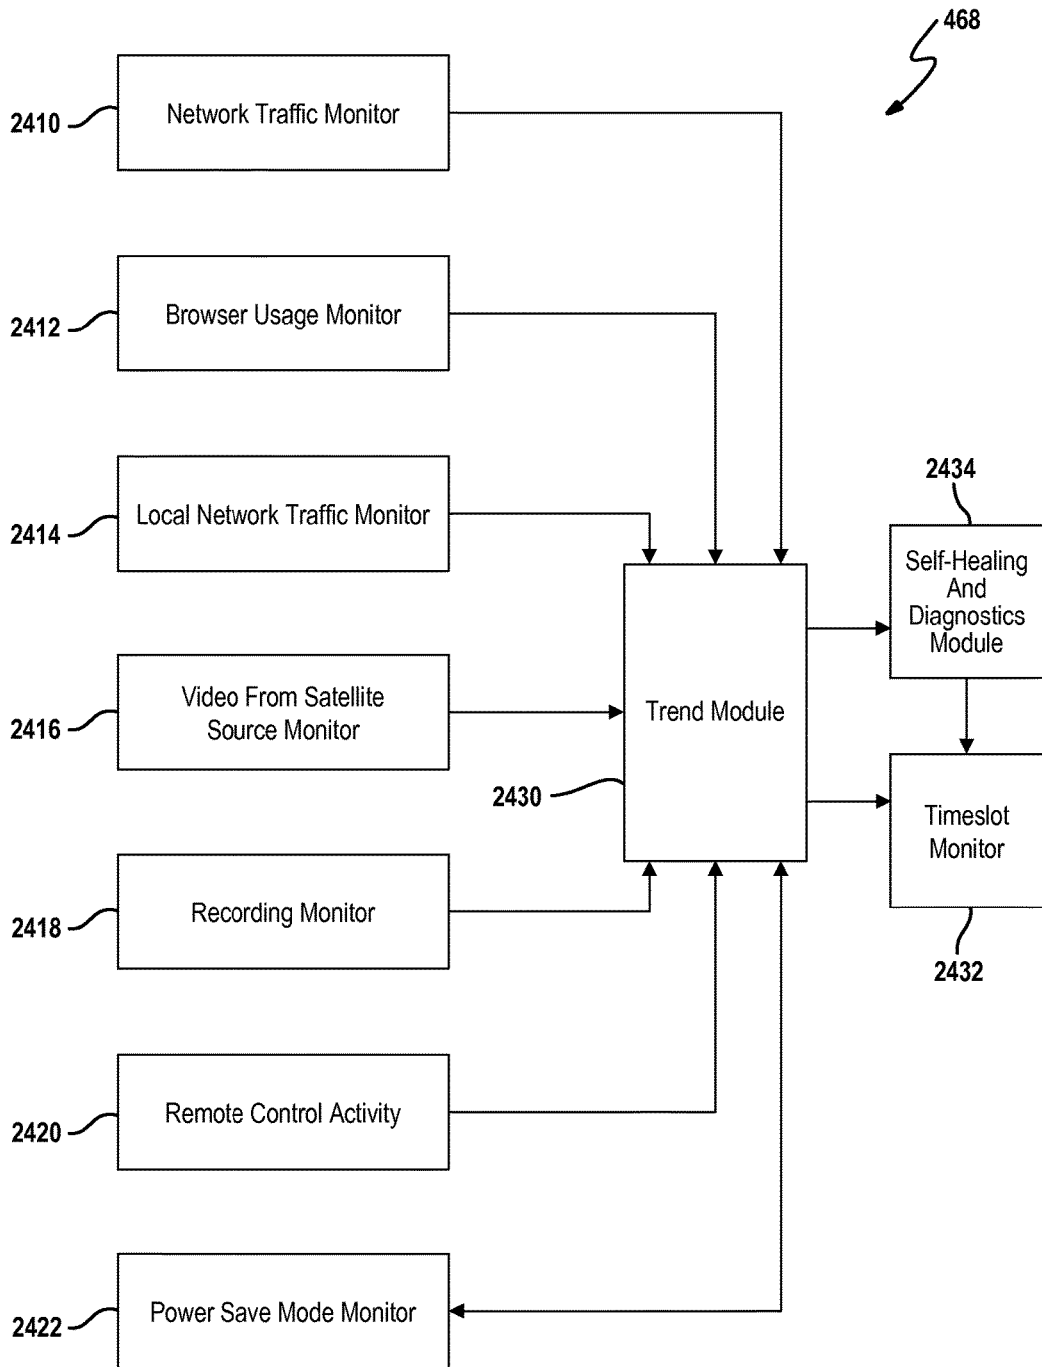 468
2410
Network Traffic Monitor
2412
Browser Usage Monitor
2414
Local Network Traffic Monitor
2434
Self-Healing
And
Diagnostics
Module
2416
Video From Satellite
Source Monitor
Trend Module
2430
Timeslot
Monitor
2432
2418
Recording Monitor
2420
Remote Control Activity
2422
Power Save Mode Monitor